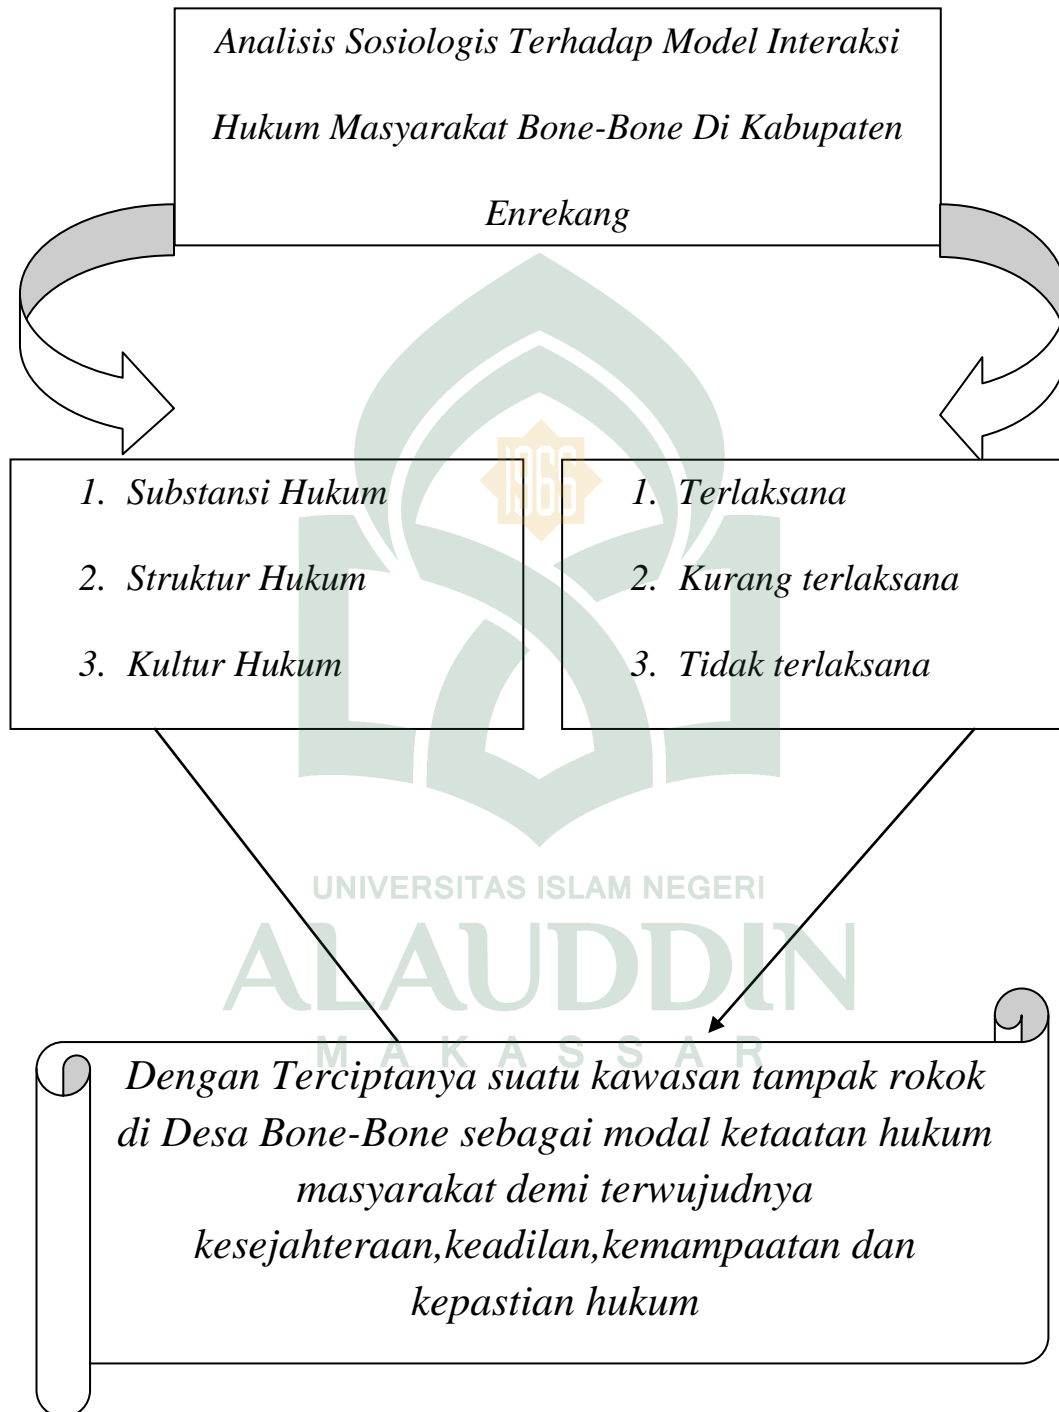 Analisis Sosiologis Terhadap Model Interaksi
Hukum Masyarakat Bone-Bone Di Kabupaten
Enrekang
1. Substansi Hukum
2. Struktur Hukum
3. Kultur Hukum
1. Terlaksana
2. Kurang terlaksana
3. Tidak terlaksana
1965
UNIVERSITAS ISLAM NEGERI
ALAUDDIN
MAKASSAR
Dengan Terciptanya suatu kawasan tampak rokok
di Desa Bone-Bone sebagai modal ketaatan hukum
masyarakat demi terwujudnya
kesejahteraan,keadilan,kemampaatan dan
kepastian hukum